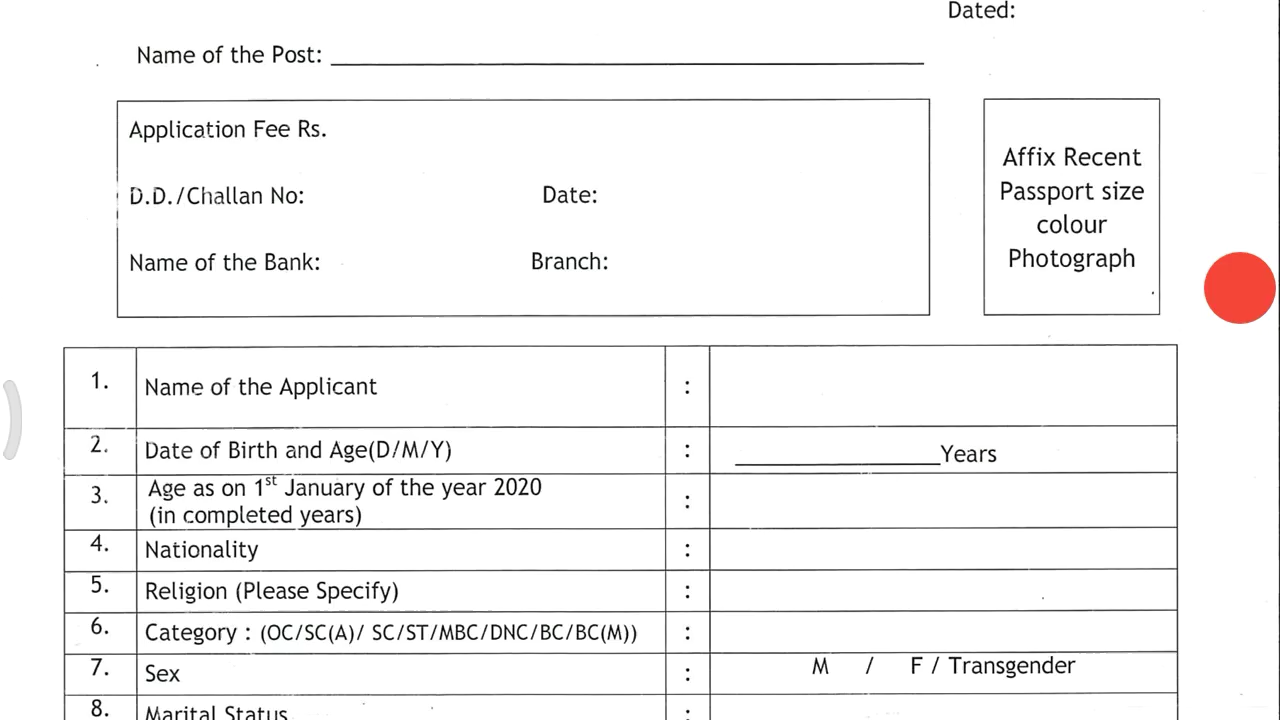 Dated:
Name of the Post: ____________________
Application Fee Rs.
D.D./Challan No: Date:
Name of the Bank: Branch:
Affix Recent
Passport size
colour
Photograph
1. Name of the Applicant :
2. Date of Birth and Age(D/M/Y) : ____________________Years
3. Age as on 1st January of the year 2020
(in completed years) :
4. Nationality :
5. Religion (Please Specify) :
6. Category : (OC/SC(A)/ SC/ST/MBC/DNC/BC/BC(M)) :
7. Sex : M / F / Transgender
8. Marital Status :